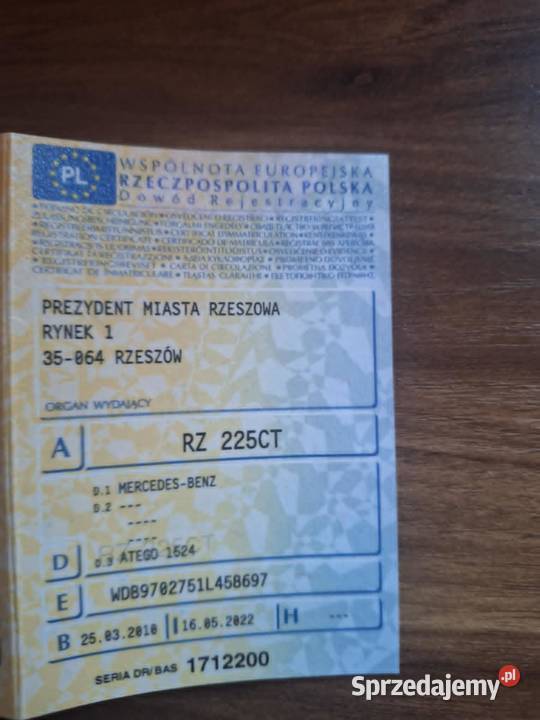 PL
WSPÓLNOTA EUROPEJSKA
RZECZPOSPOLITA POLSKA
Dowód Rejestracyjny
PREZYDENT MIASTA RZESZOWA
RYNEK 1
35-064 RZESZÓW
ORGAN WYDAJĄCY
A RZ 225CT
D.1 MERCEDES-BENZ
D.2 ---
----
----
D D.3 ATEGO 1524
E WDB9702751L458697
B 25.03.2010 I 16.05.2022 H ---
SERIA DR/BAS 1712200
Sprzedajemy.pl